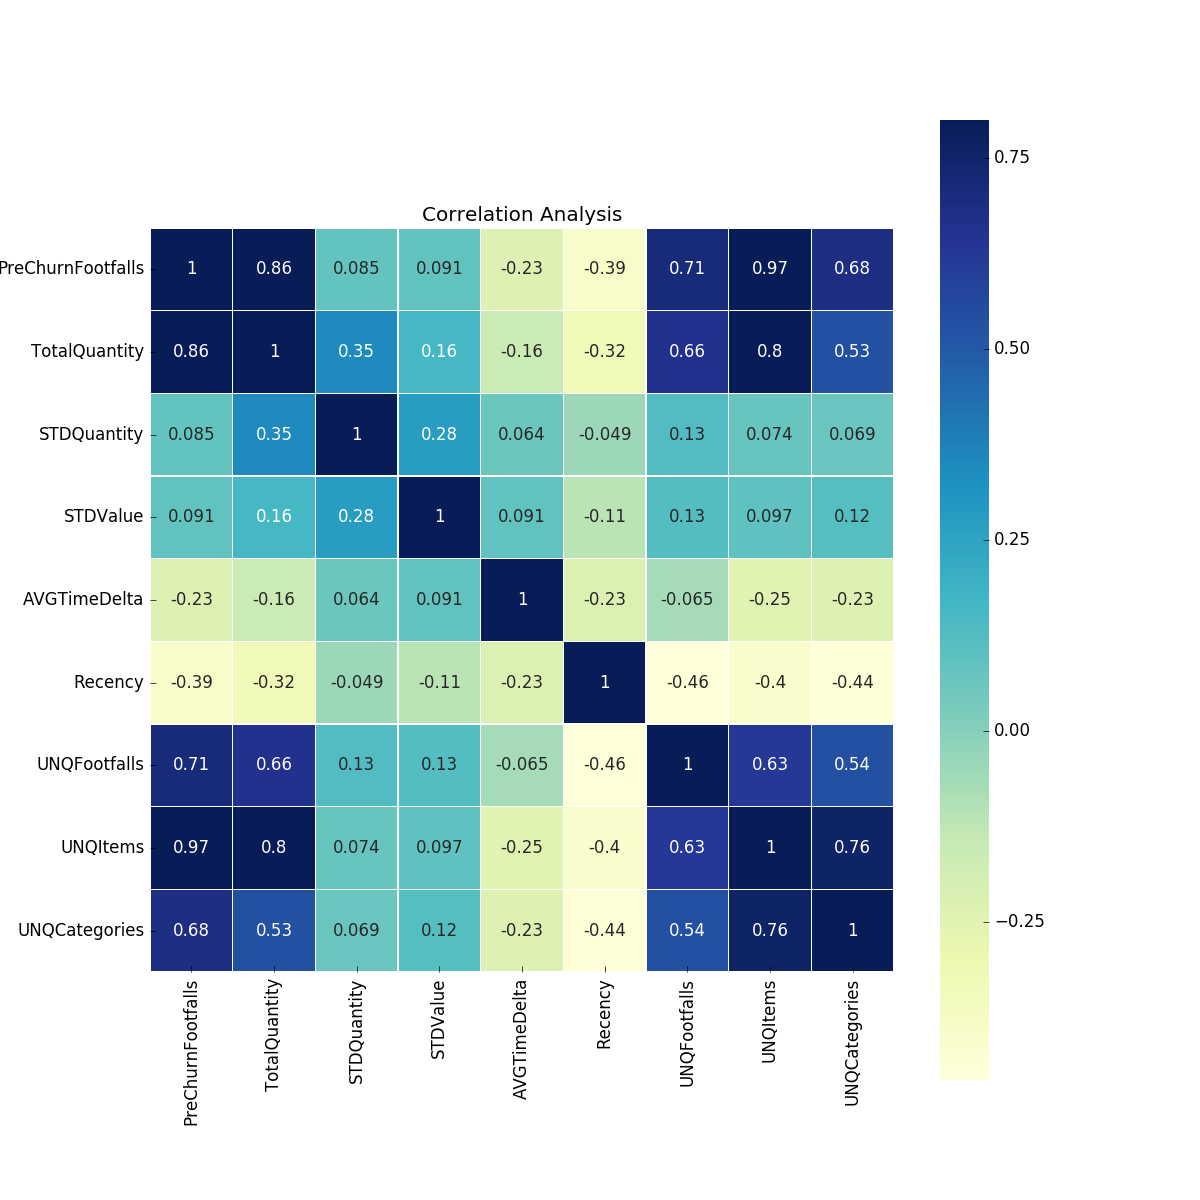 Correlation Analysis
PreChurnFootfalls 1 0.86 0.085 0.091 -0.23 -0.39 0.71 0.97 0.68
TotalQuantity 0.86 1 0.35 0.16 -0.16 -0.32 0.66 0.8 0.53
STDQuantity 0.085 0.35 1 0.28 0.064 -0.049 0.13 0.074 0.069
STDValue 0.091 0.16 0.28 1 0.091 -0.11 0.13 0.097 0.12
AVGTimeDelta -0.23 -0.16 0.064 0.091 1 -0.23 -0.065 -0.25 -0.23
Recency -0.39 -0.32 -0.049 -0.11 -0.23 1 -0.46 -0.4 -0.44
UNQFootfalls 0.71 0.66 0.13 0.13 -0.065 -0.46 1 0.63 0.54
UNQItems 0.97 0.8 0.074 0.097 -0.25 -0.4 0.63 1 0.76
UNQCategories 0.68 0.53 0.069 0.12 -0.23 -0.44 0.54 0.76 1
PreChurnFootfalls
TotalQuantity
STDQuantity
STDValue
AVGTimeDelta
Recency
UNQFootfalls
UNQItems
UNQCategories
0.75
0.50
0.25
0.00
−0.25